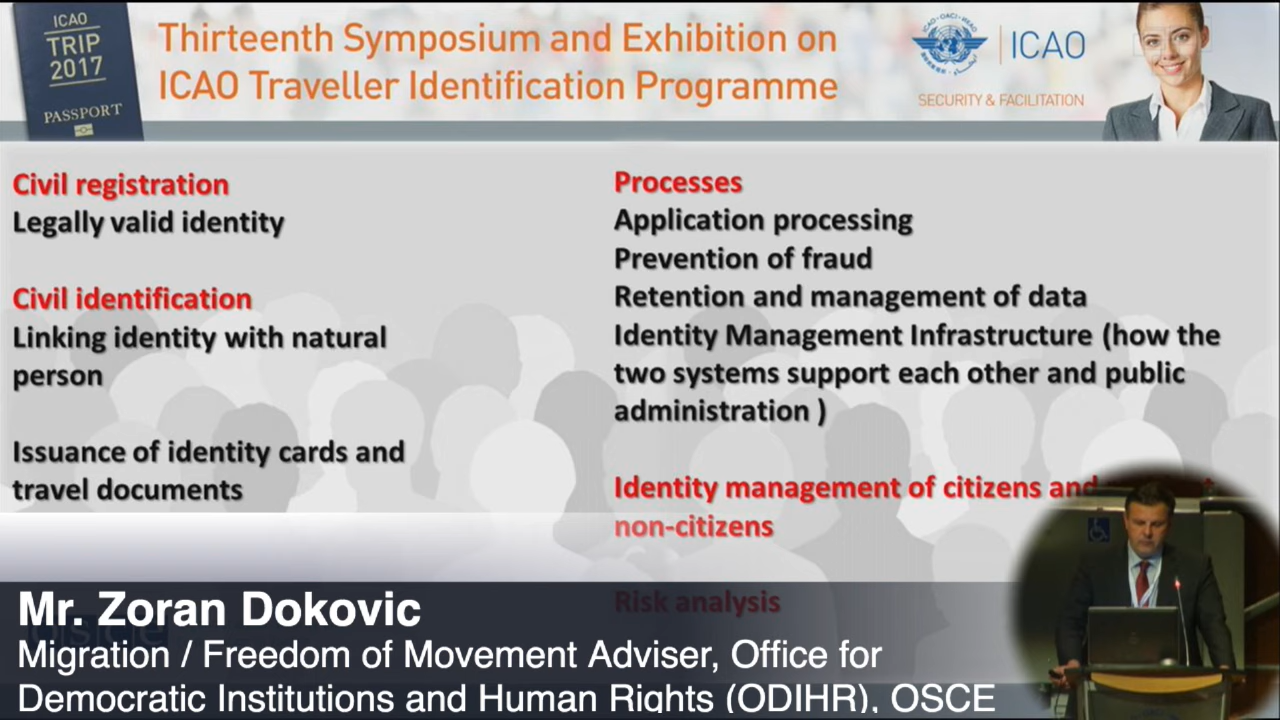 ICAO
TRIP
2017
PASSPORT
Thirteenth Symposium and Exhibition on
ICAO Traveller Identification Programme
ICAO
SECURITY & FACILITATION
Civil registration
Legally valid identity
Civil identification
Linking identity with natural
person
Issuance of identity cards and
travel documents
Processes
Application processing
Prevention of fraud
Retention and management of data
Identity Management Infrastructure (how the
two systems support each other and public
administration )
Identity management of citizens and
non-citizens
Risk analysis
Mr. Zoran Dokovic
Migration / Freedom of Movement Adviser, Office for
Democratic Institutions and Human Rights (ODIHR), OSCE